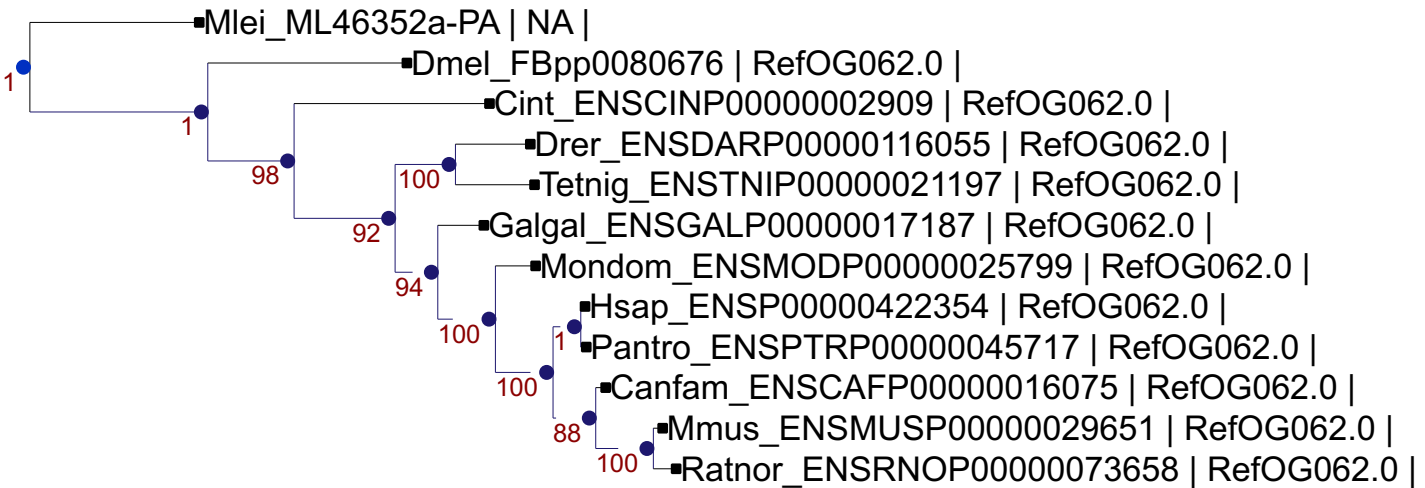 Mlei_ML46352a-PA | NA |
1
Dmel_FBpp0080676 | RefOG062.0 |
Cint_ENSCINP00000002909 | RefOG062.0 |
1
Drer_ENSDARP00000116055 | RefOG062.0 |
98
100
Tetnig_ENSTNIP00000021197 | RefOG062.0 |
Galgal_ENSGALP00000017187 | RefOG062.0 |
92
Mondom_ENSMODP00000025799 | RefOG062.0 |
94
Hsap_ENSP00000422354 | RefOG062.0 |
100
1
Pantro_ENSPTRP00000045717 | RefOG062.0 |
100
Canfam_ENSCAFP00000016075 | RefOG062.0 |
88
Mmus_ENSMUSP00000029651 | RefOG062.0 |
100
Ratnor_ENSRNOP00000073658 | RefOG062.0 |